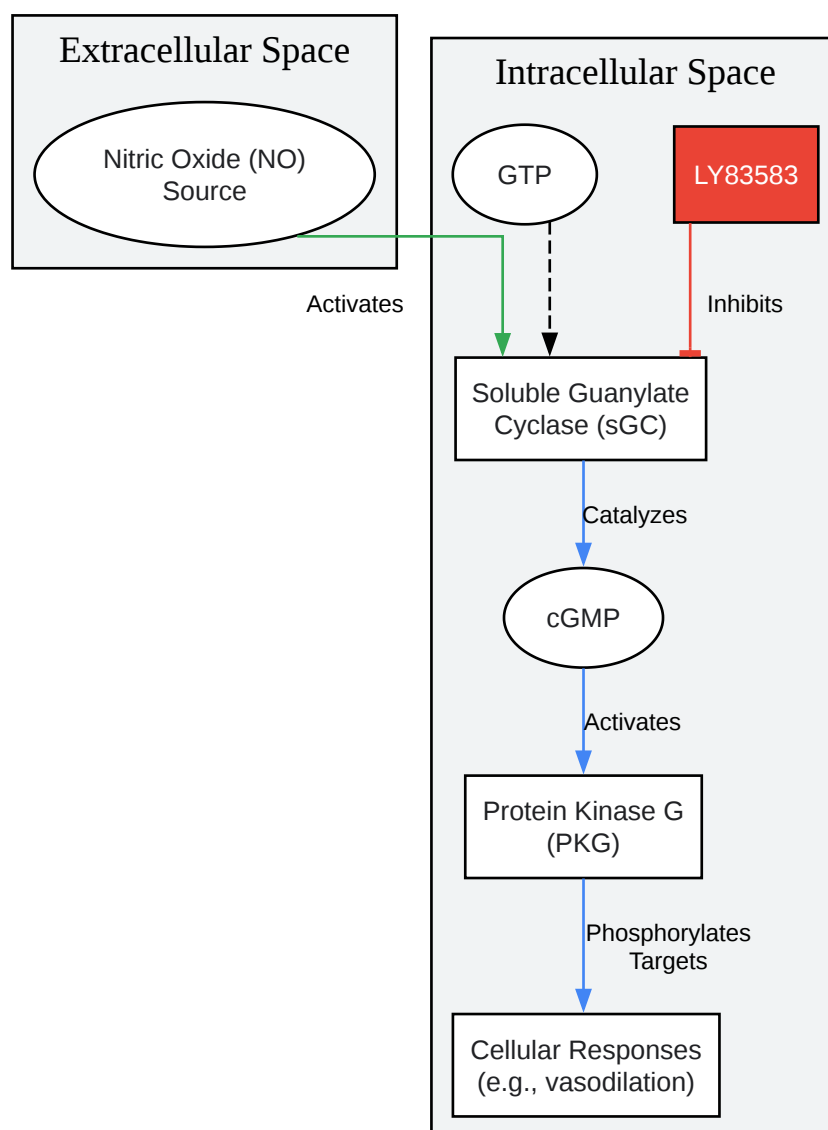 Extracellular Space
Intracellular Space
Nitric Oxide (NO)
Source
GTP
LY83583
Activates
Inhibits
Soluble Guanylate
Cyclase (sGC)
Catalyzes
cGMP
Activates
Protein Kinase G
(PKG)
Phosphorylates
Targets
Cellular Responses
(e.g., vasodilation)